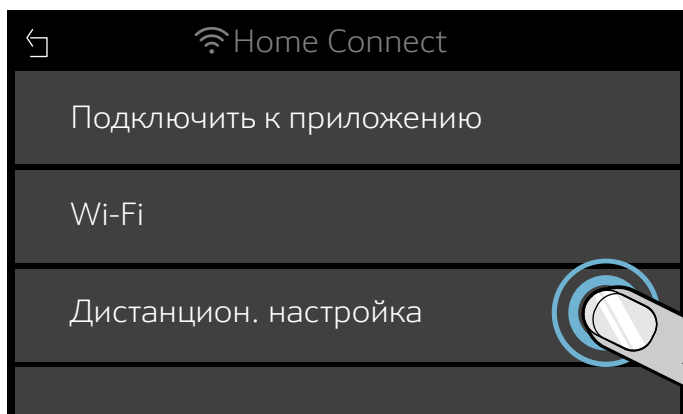 Home Connect
Подключить к приложению
Wi-Fi
Дистанцион. настройка